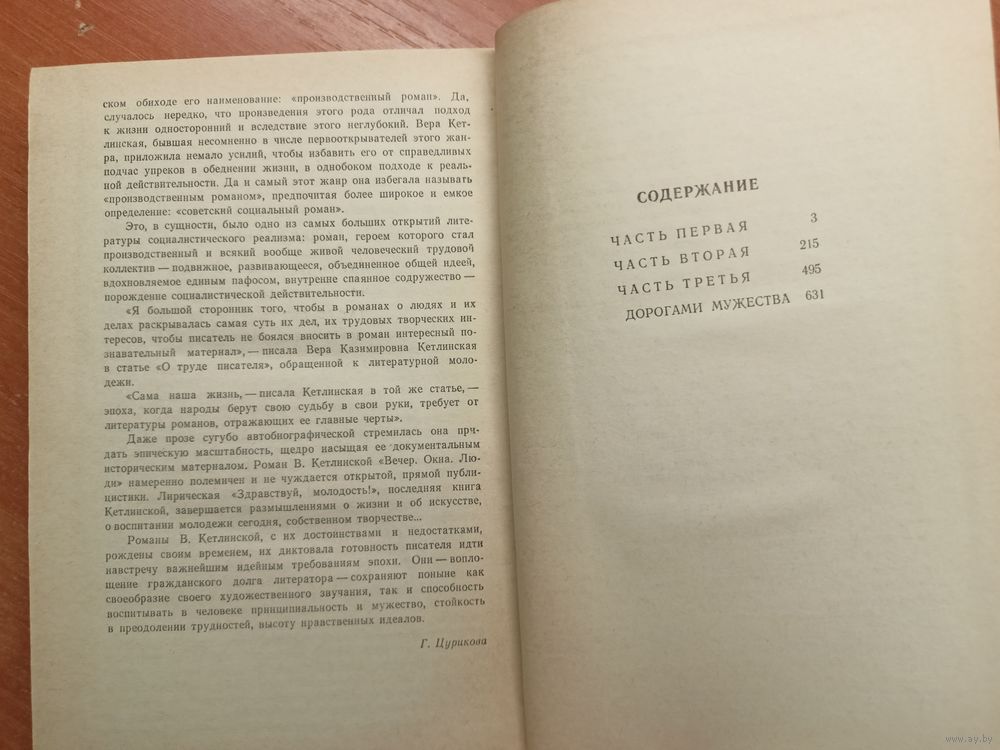 ском обиходе его наименование: «производственный роман». Да,
случалось нередко, что произведения этого рода отличал подход
к жизни односторонний и вследствие этого неглубокий. Вера Кет-
линская, бывшая несомненно в числе первооткрывателей этого жан-
ра, приложила немало усилий, чтобы избавить его от справедливых
подчас упреков в обеднении жизни, в однобоком подходе к реаль-
ной действительности. Да и самый этот жанр она избегала называть
«производственным романом», предпочитая более широкое и емкое
определение: «советский социальный роман».
Это, в сущности, было одно из самых больших открытий лите-
ратуры социалистического реализма: роман, героем которого стал
производственный и всякий вообще живой человеческий трудовой
коллектив — подвижное, развивающееся, объединенное общей идеей,
вдохновляемое единым пафосом, внутренне спаянное содружество —
порождение социалистической действительности.
«Я большой сторонник того, чтобы в романах о людях и их
делах раскрывалась самая суть их дел, их трудовых творческих ин-
тересов, чтобы писатель не боялся вносить в роман интересный по-
знавательный материал», — писала Вера Казимировна Кетлинская
в статье «О труде писателя», обращенной к литературной моло-
дежи.
«Сама наша жизнь, — писала Кетлинская в той же статье, —
эпоха, когда народы берут свою судьбу в свои руки, требует от
литературы романов, отражающих ее главные черты».
Даже прозе сугубо автобиографической стремилась она при-
дать эпическую масштабность, щедро насыщая ее документальным
историческим материалом. Роман В. Кетлинской «Вечер. Окна. Лю-
ди» намеренно полемичен и не чуждается открытой, прямой публи-
цистики. Лирическая «Здравствуй, молодость!», последняя книга
Кетлинской, завершается размышлениями о жизни и об искусстве,
о воспитании молодежи сегодня, собственном творчестве...
Романы В. Кетлинской, с их достоинствами и недостатками,
рождены своим временем, их диктовала готовность писателя идти
навстречу важнейшим идейным требованиям эпохи. Они — вопло-
щение гражданского долга литератора — сохраняют поныне как
своеобразие своего художественного звучания, так и способность
воспитывать в человеке принципиальность и мужество, стойкость
в преодолении трудностей, высоту нравственных идеалов.
Г. Цурикова
СОДЕРЖАНИЕ
ЧАСТЬ ПЕРВАЯ 3
ЧАСТЬ ВТОРАЯ 215
ЧАСТЬ ТРЕТЬЯ 495
ДОРОГАМИ МУЖЕСТВА 631
www.ay.by